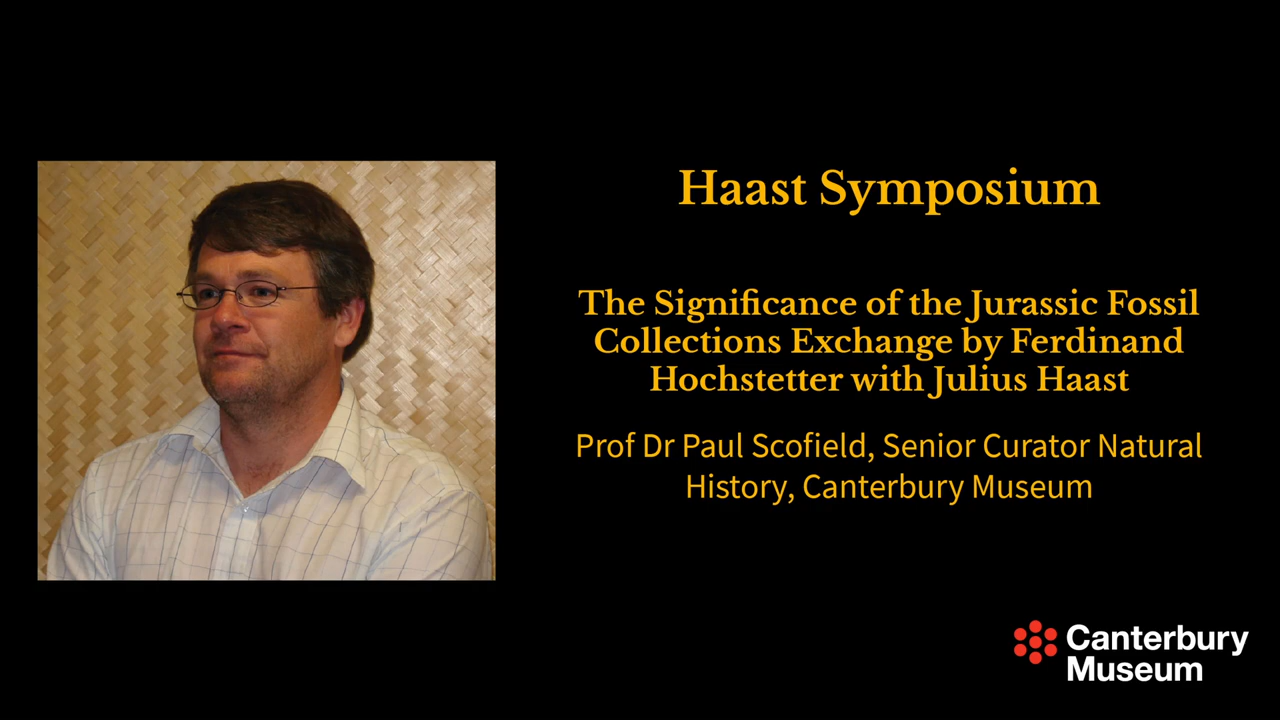 Haast Symposium
The Significance of the Jurassic Fossil
Collections Exchange by Ferdinand
Hochstetter with Julius Haast
Prof Dr Paul Scofield, Senior Curator Natural
History, Canterbury Museum
Canterbury
Museum